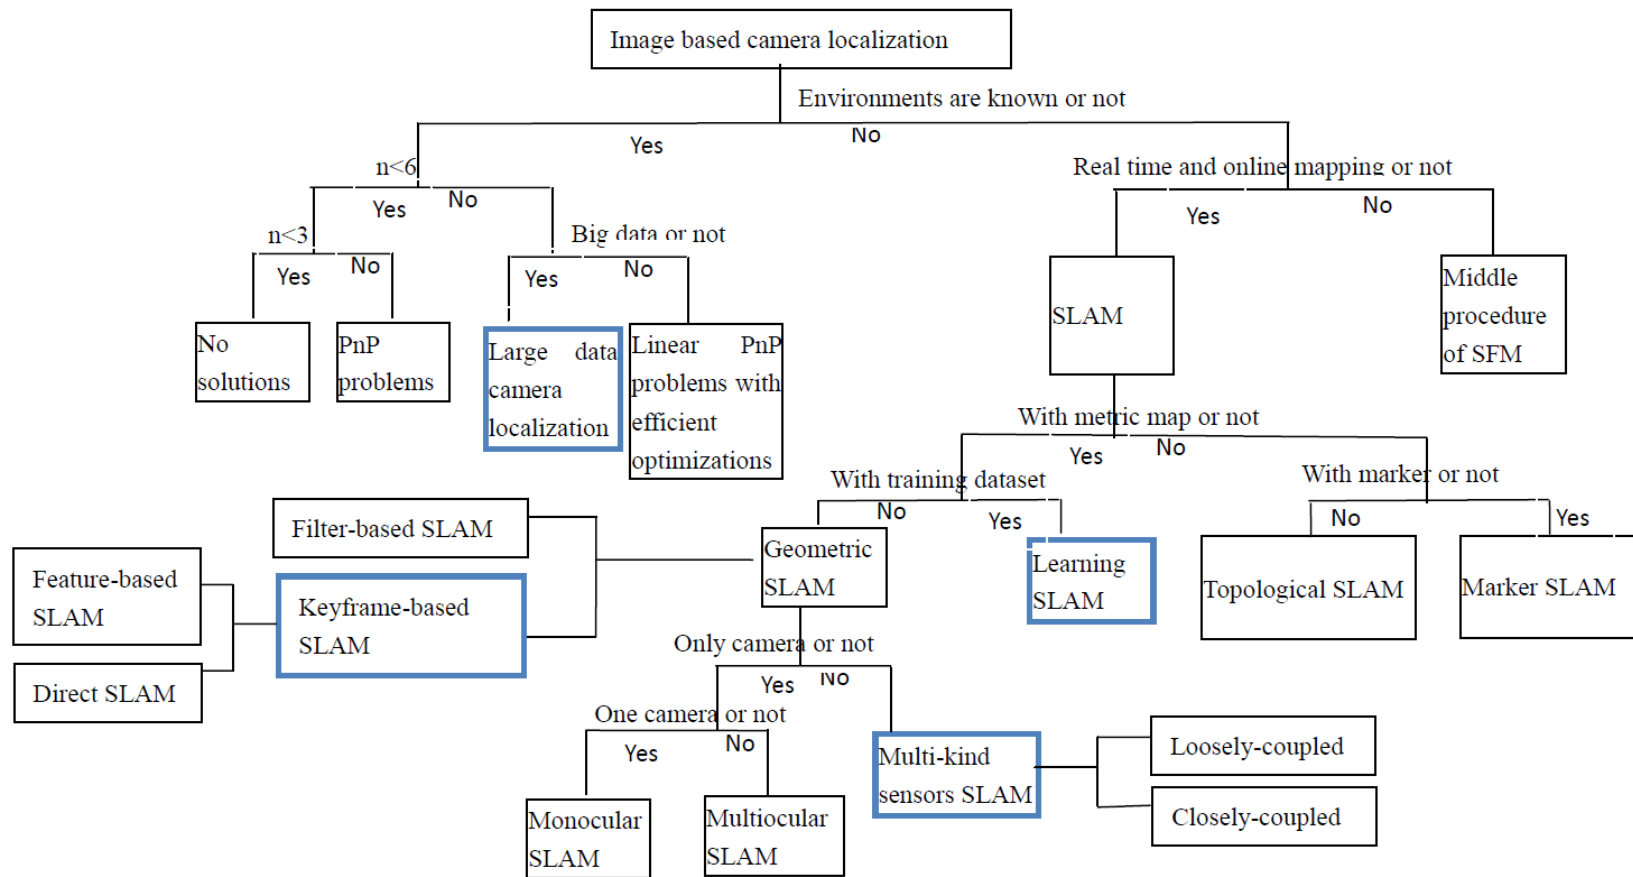 Image based camera localization
Environments are known or not
Yes
No
n<6
Real time and online mapping or not
Yes
No
Yes
No
n<3
Big data or not
Yes
No
Yes
No
No
solutions
PnP
problems
Large data
camera
localization
Linear PnP
problems with
efficient
optimizations
SLAM
Middle
procedure
of SFM
With metric map or not
Yes
No
With training dataset
With marker or not
No
Yes
No
Yes
Filter-based SLAM
Geometric
SLAM
Learning
SLAM
Topological SLAM
Marker SLAM
Feature-based
SLAM
Keyframe-based
SLAM
Direct SLAM
Only camera or not
Yes
No
One camera or not
Yes
No
Multi-kind
sensors SLAM
Loosely-coupled
Closely-coupled
Monocular
SLAM
Multiocular
SLAM